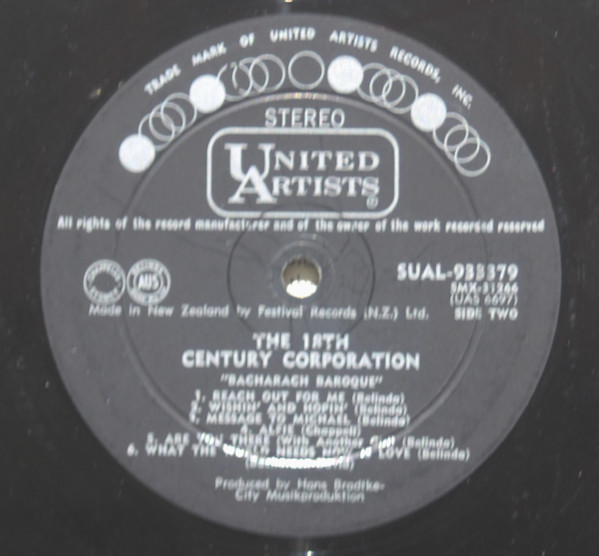 TRADE MARK OF UNITED ARTISTS RECORDS, INC.
STEREO
UNITED
ARTISTS ®
All rights of the record manufacturer and of the owner of the work recorded reserved
SUAL-933379
SMX-31266
AUS
(UAS 6697)
Made in New Zealand by Festival Records (N.Z.) Ltd. SIDE TWO
THE 18TH
CENTURY CORPORATION
"BACHARACH BAROQUE"
1. REACH OUT FOR ME (Belinda)
2. WISHIN' AND HOPIN' (Belinda)
3. MESSAGE TO MICHAEL (Belinda)
4. ALFIE (Chappell)
5. ARE YOU THERE (With Another Girl) (Belinda)
6. WHAT THE WORLD NEEDS NOW IS LOVE (Belinda)
Produced by Hans Bradtke-
City Musikproduktion